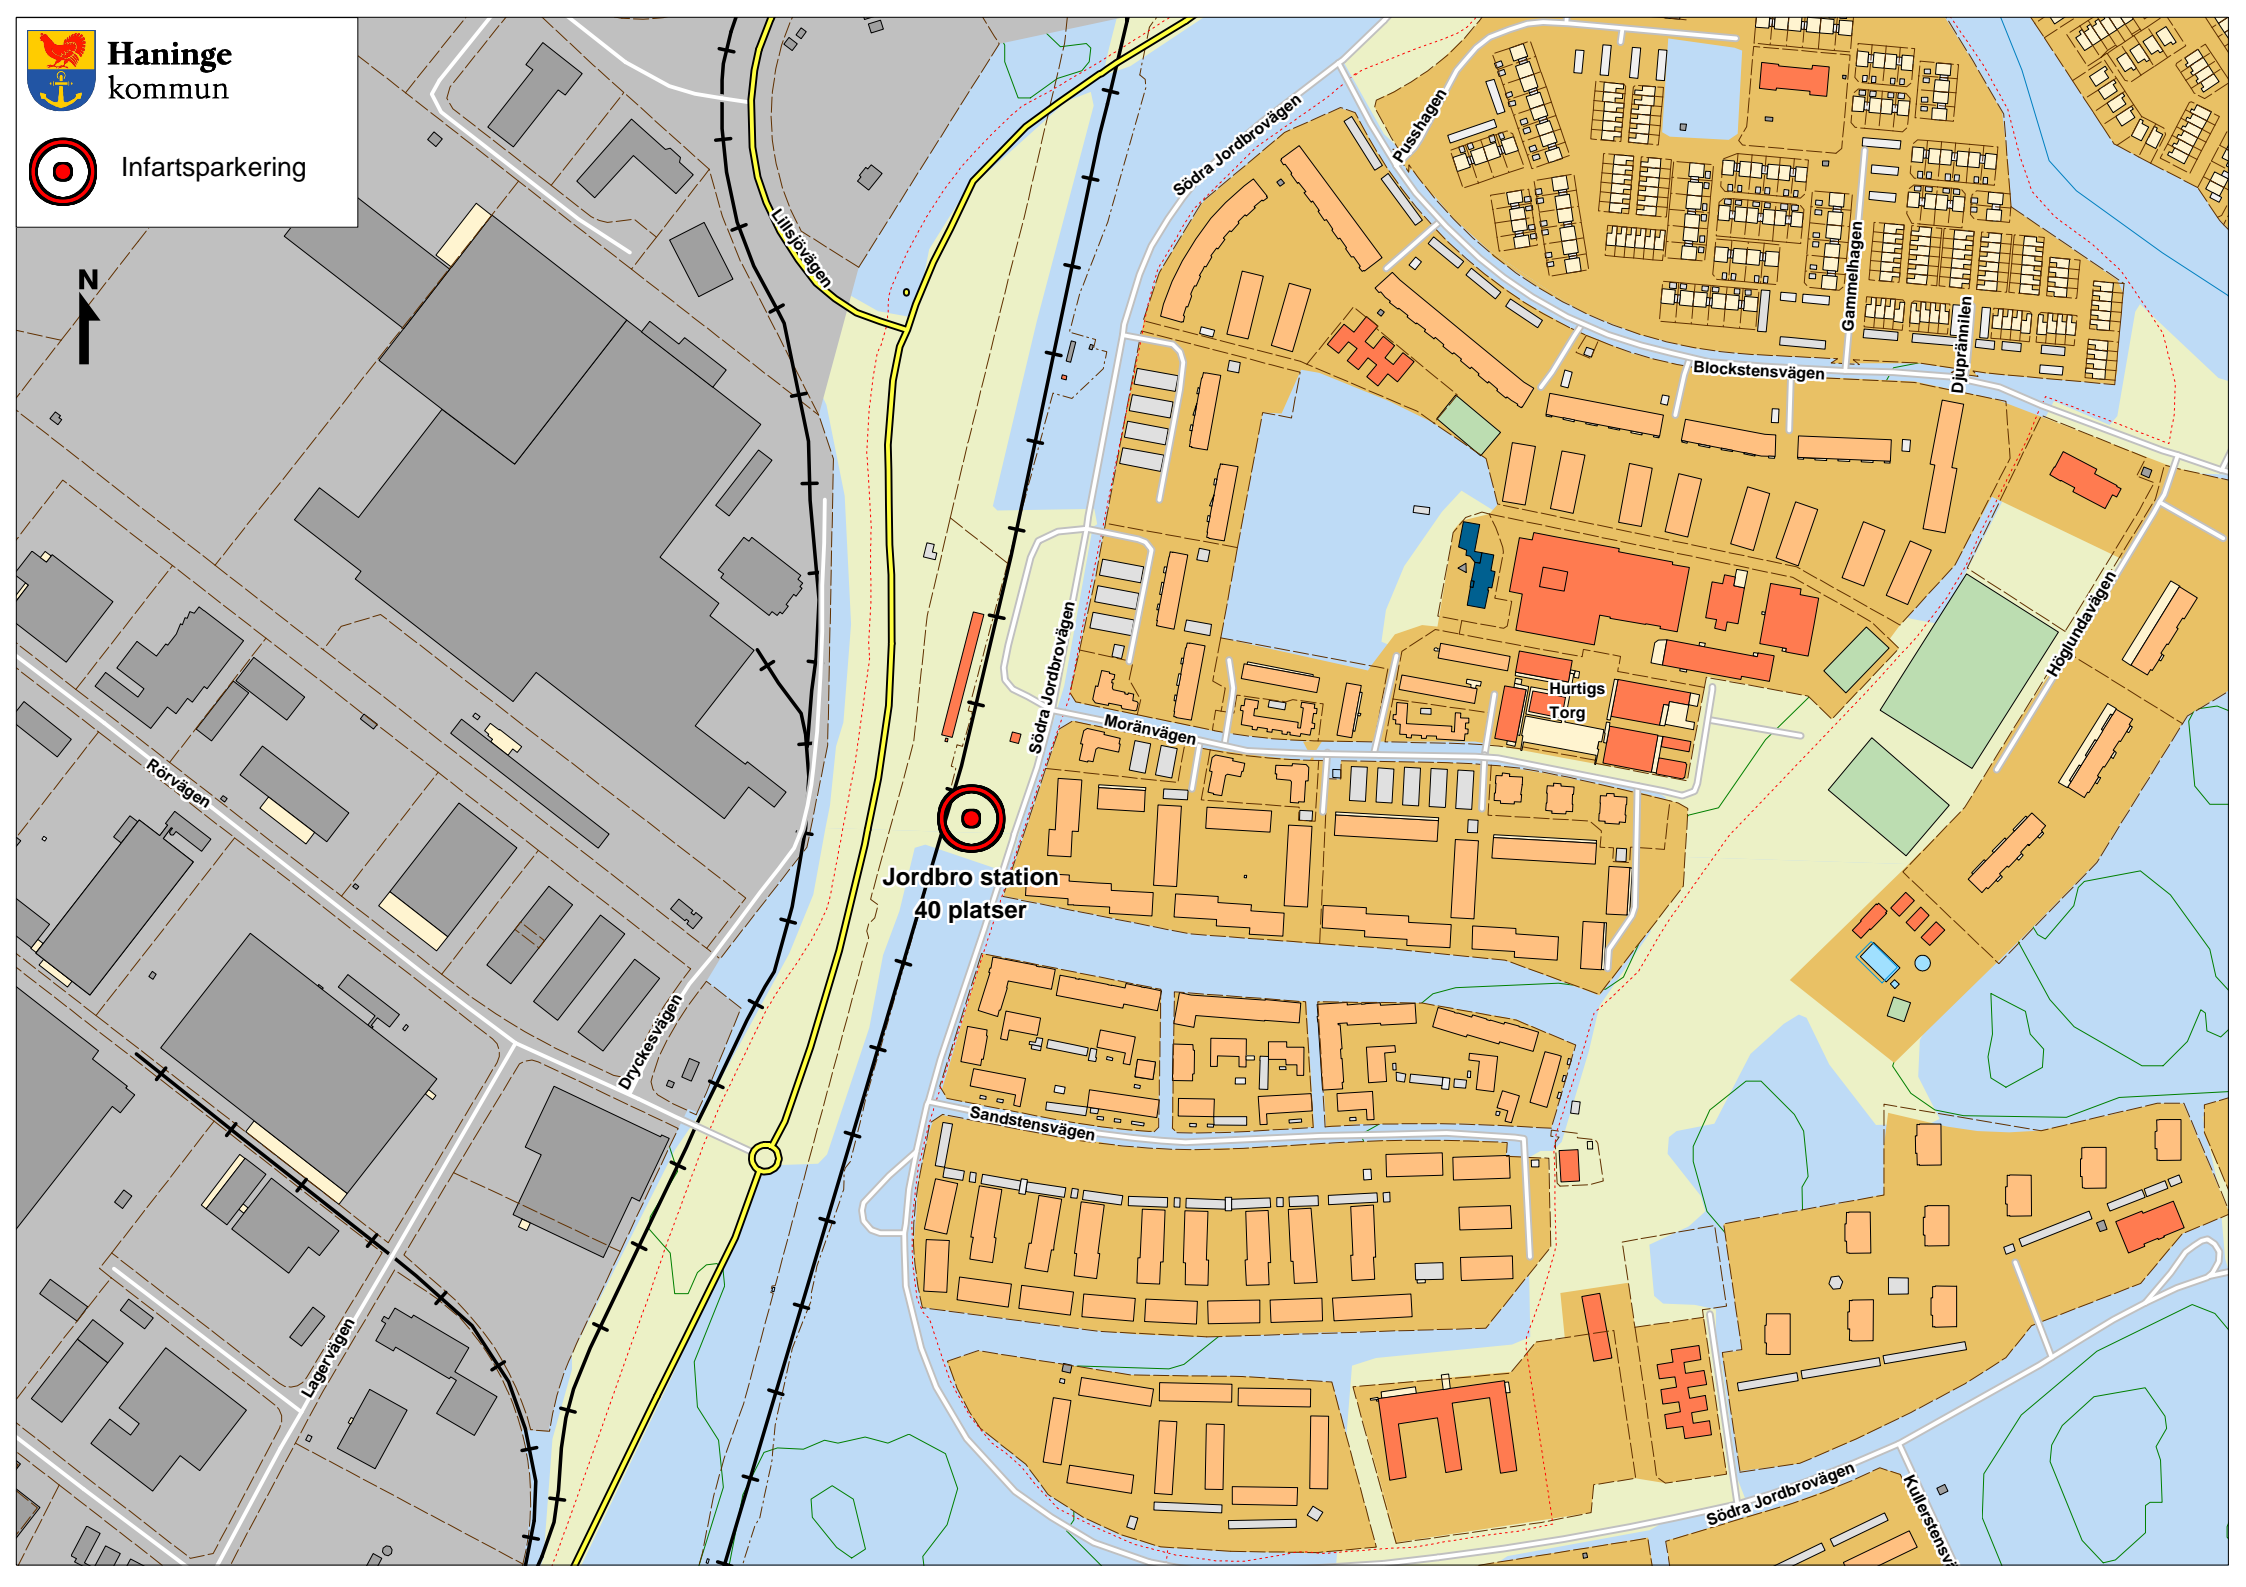 Haninge
kommun
Infartsparkering
N
Lillsjövägen
Södra Jordbrovägen
Pusshagen
Gammelhagen
Djuprännilen
Blockstensvägen
Höglundavägen
Södra Jordbrovägen
Hurtigs
Torg
Moränvägen
Rörvägen
Jordbro station
40 platser
Dryckesvägen
Sandstensvägen
Lagervägen
Södra Jordbrovägen
Kullerstensvä